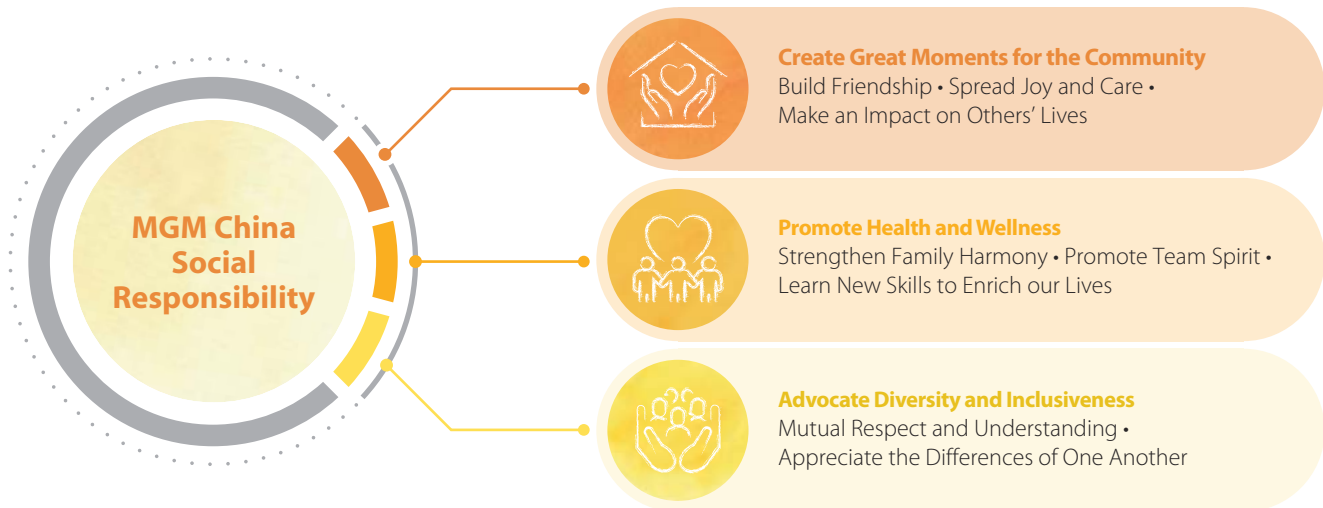 MGM China
Social
Responsibility
Create Great Moments for the Community
Build Friendship • Spread Joy and Care •
Make an Impact on Others’ Lives
Promote Health and Wellness
Strengthen Family Harmony • Promote Team Spirit •
Learn New Skills to Enrich our Lives
Advocate Diversity and Inclusiveness
Mutual Respect and Understanding •
Appreciate the Differences of One Another